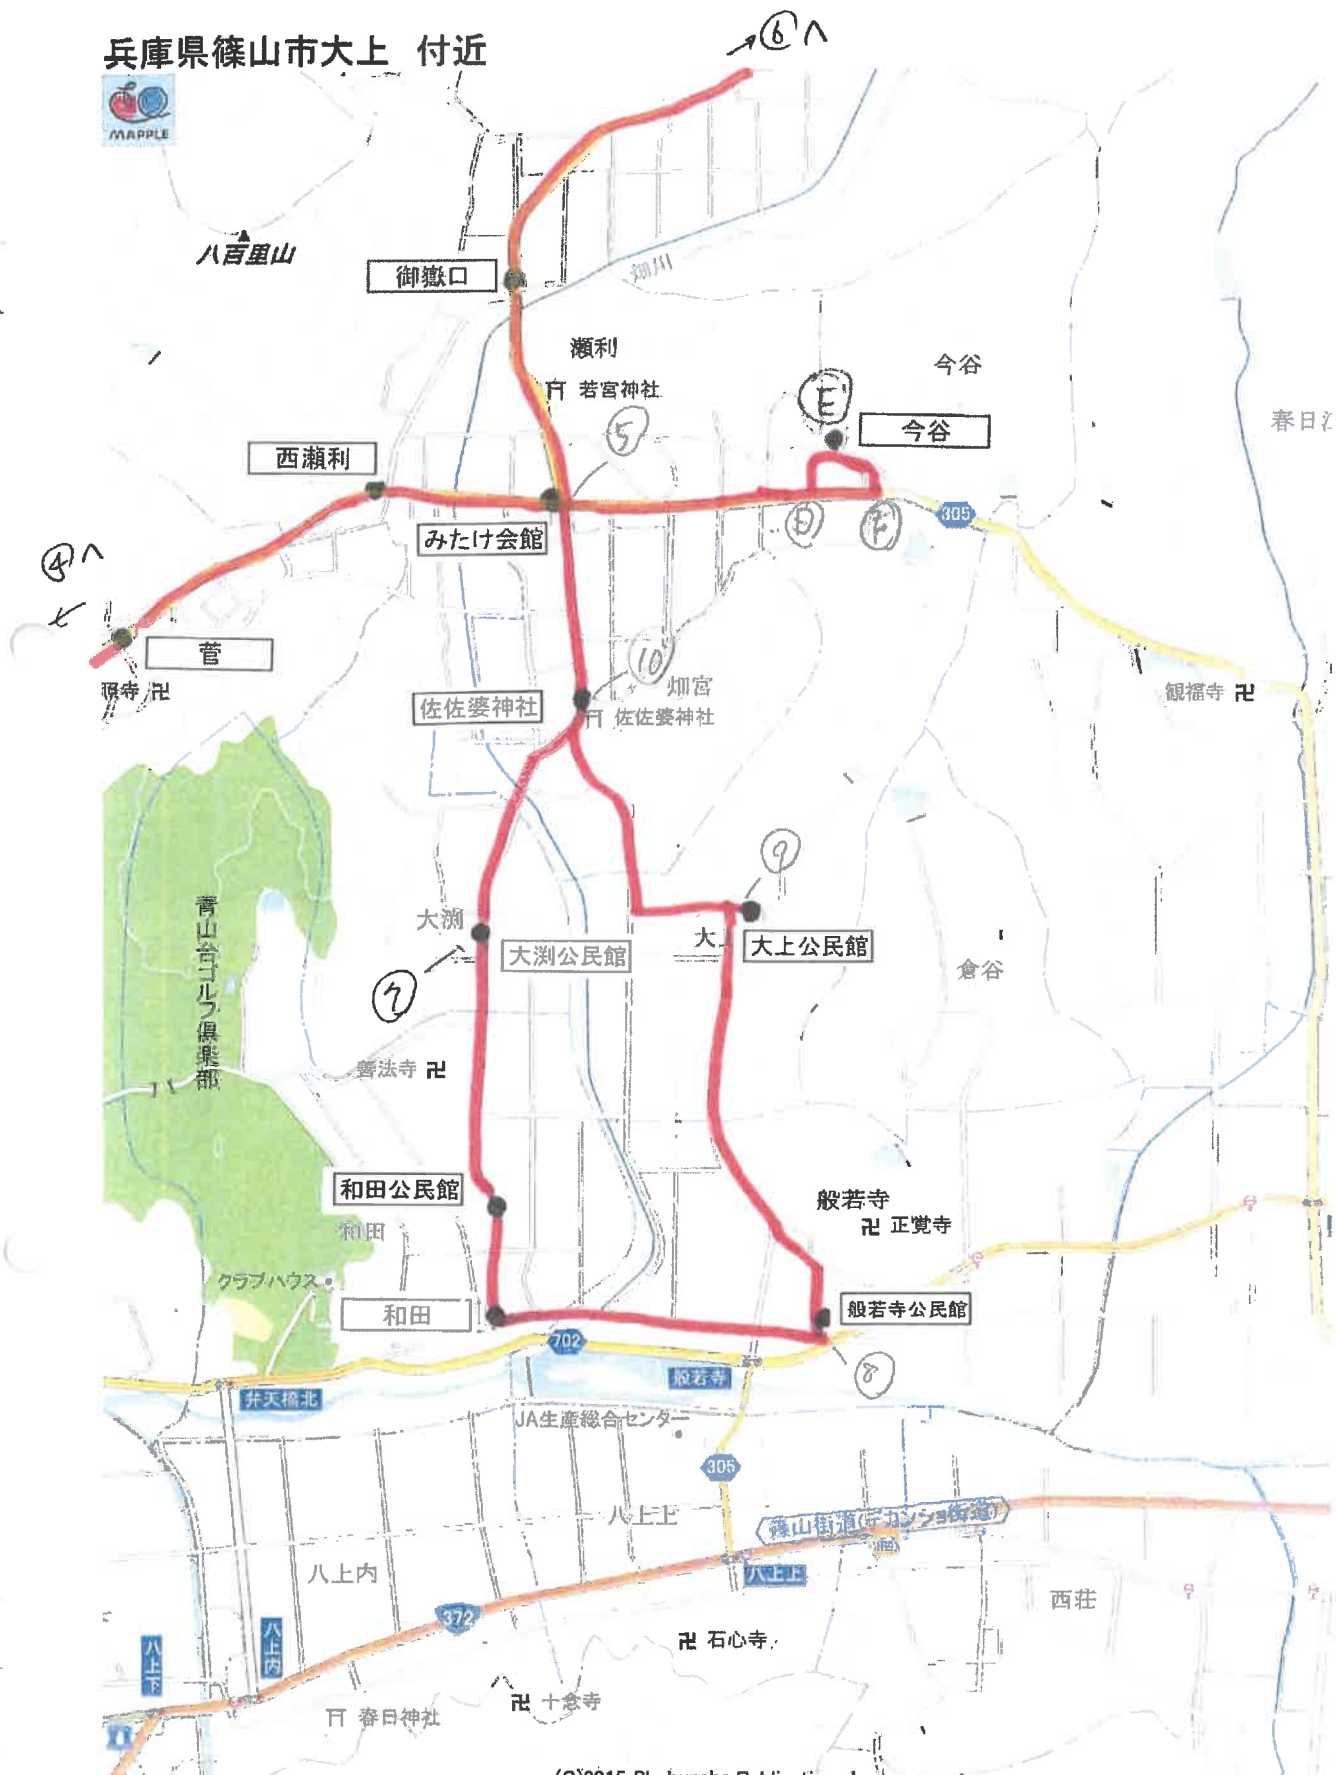 兵庫県篠山市大上 付近
⑥へ
MAPPLE
八百里山
御嶽口
畑川
瀬利
若宮神社
今谷
E
⑤
今谷
春日江
西瀬利
みたけ会館
D
F
305
④へ
菅
⑩
畑宮
佐佐婆神社
佐佐婆神社
観福寺
⑨
大渕
大渕公民館
大上公民館
倉谷
⑦
青山台ゴルフ倶楽部
善法寺
和田公民館
和田
般若寺
正覚寺
クラブハウス
和田
般若寺公民館
702
般若寺
⑧
弁天橋北
JA生産総合センター
305
八上上
篠山街道(デカンショ街道)
八上内
八上上
西荘
372
八上下
八上内
石心寺
十念寺
春日神社